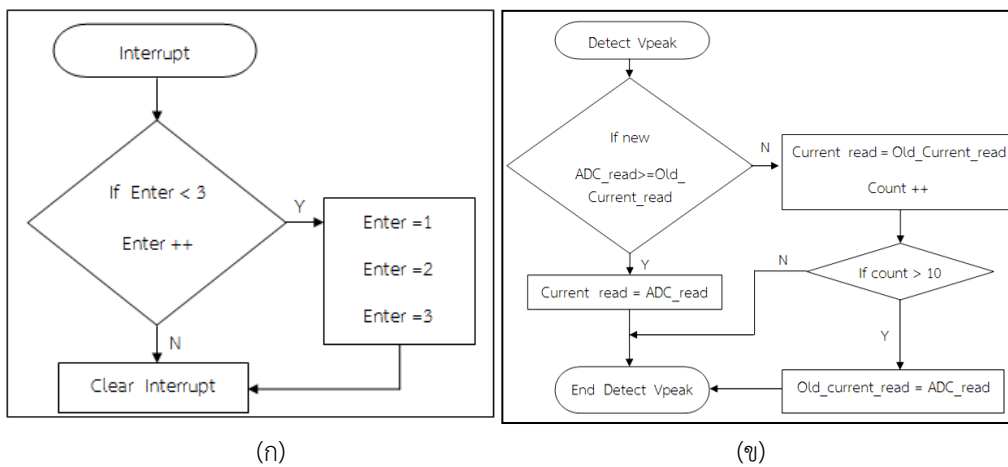 Interrupt
If Enter < 3
Enter ++
Y
Enter =1
Enter =2
Enter =3
N
Clear Interrupt
(ก)
Detect Vpeak
If new
ADC_read>=Old_
Current_read
N
Current read = Old_Current_read
Count ++
Y
Current read = ADC_read
N
If count > 10
Y
End Detect Vpeak
Old_current_read = ADC_read
(ข)